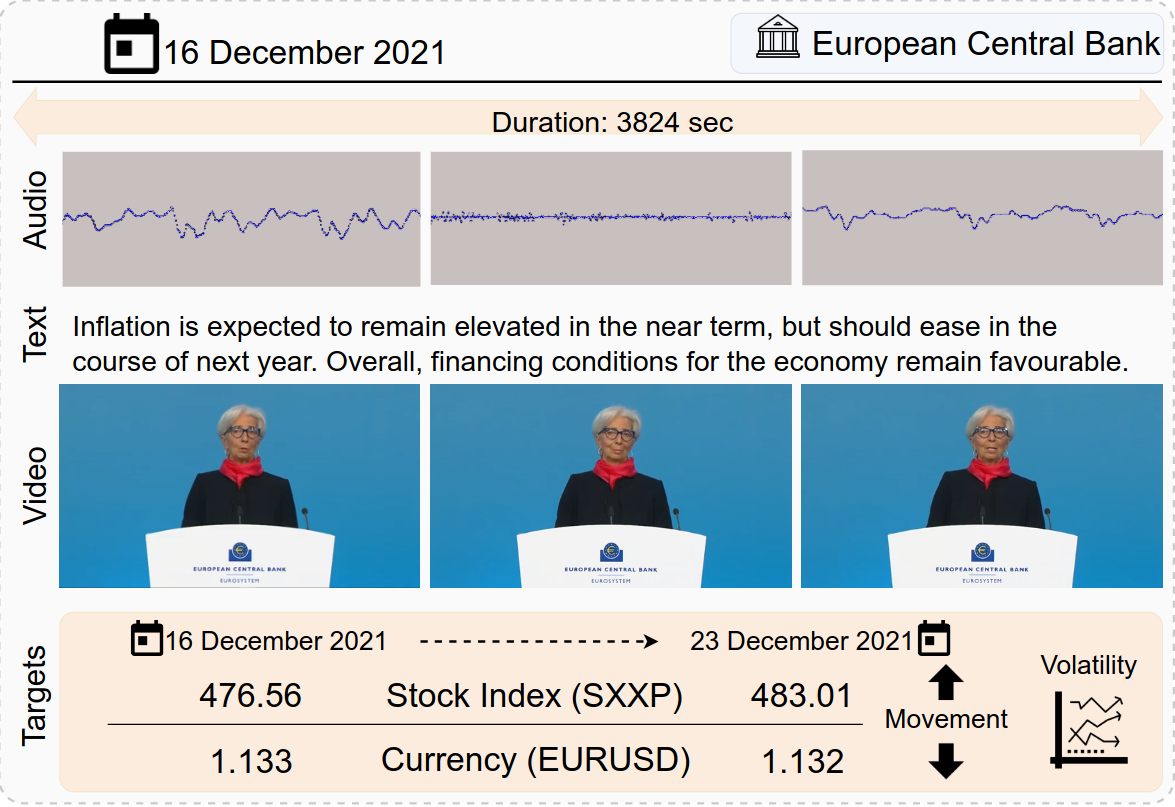 16 December 2021
European Central Bank
Duration: 3824 sec
Audio
Text
Inflation is expected to remain elevated in the near term, but should ease in the
course of next year. Overall, financing conditions for the economy remain favourable.
Video
EUROPEAN CENTRAL BANK
EUROSYSTEM
EUROPEAN CENTRAL BANK
EUROSYSTEM
EUROPEAN CENTRAL BANK
EUROSYSTEM
Targets
16 December 2021
23 December 2021
476.56 Stock Index (SXXP) 483.01
1.133 Currency (EURUSD) 1.132
Movement
Volatility